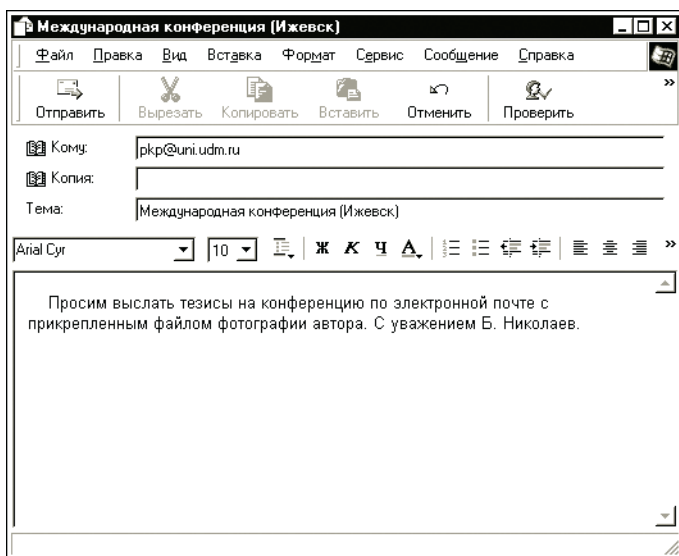 Международная конференция (Ижевск)
Файл Правка Вид Вставка Формат Сервис Сообщение Справка
Отправить Вырезать Копировать Вставить Отменить Проверить »
Кому: pkp@uni.udm.ru
Копия:
Тема: Международная конференция (Ижевск)
Arial Cyr 10 Ж К Ч А »
Просим выслать тезисы на конференцию по электронной почте с
прикрепленным файлом фотографии автора. С уважением Б. Николаев.